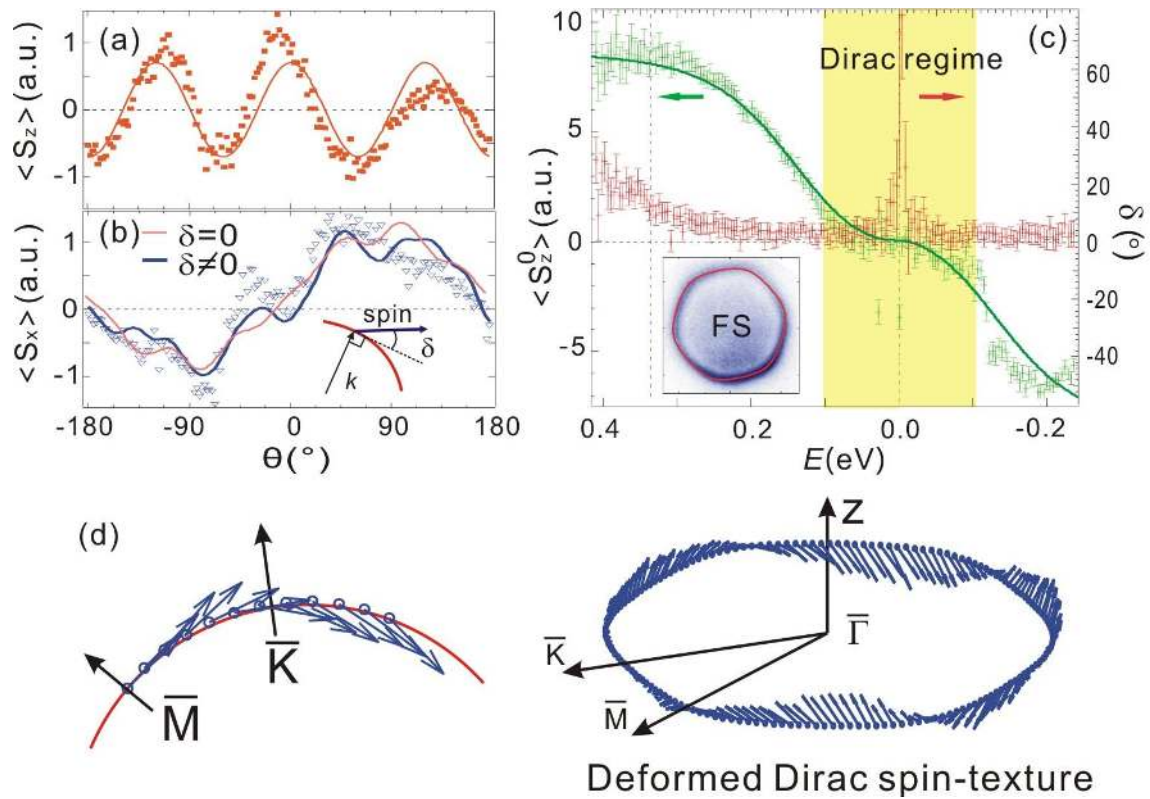 (a)
<Sz>(a.u.)
1
0
-1
(b)
δ=0
δ≠0
<Sx>(a.u.)
1
0
-1
spin
δ
k
-180 -90 0 90 180
Θ(°)
(c)
Dirac regime
<Sz⁰>(a.u.)
10
5
0
-5
60
40
20
0
-20
-40
δ(°)
FS
0.4 0.2 0.0 -0.2
E(eV)
(d)
M̅
K̅
Z
Γ̅
K̅
M̅
Deformed Dirac spin-texture